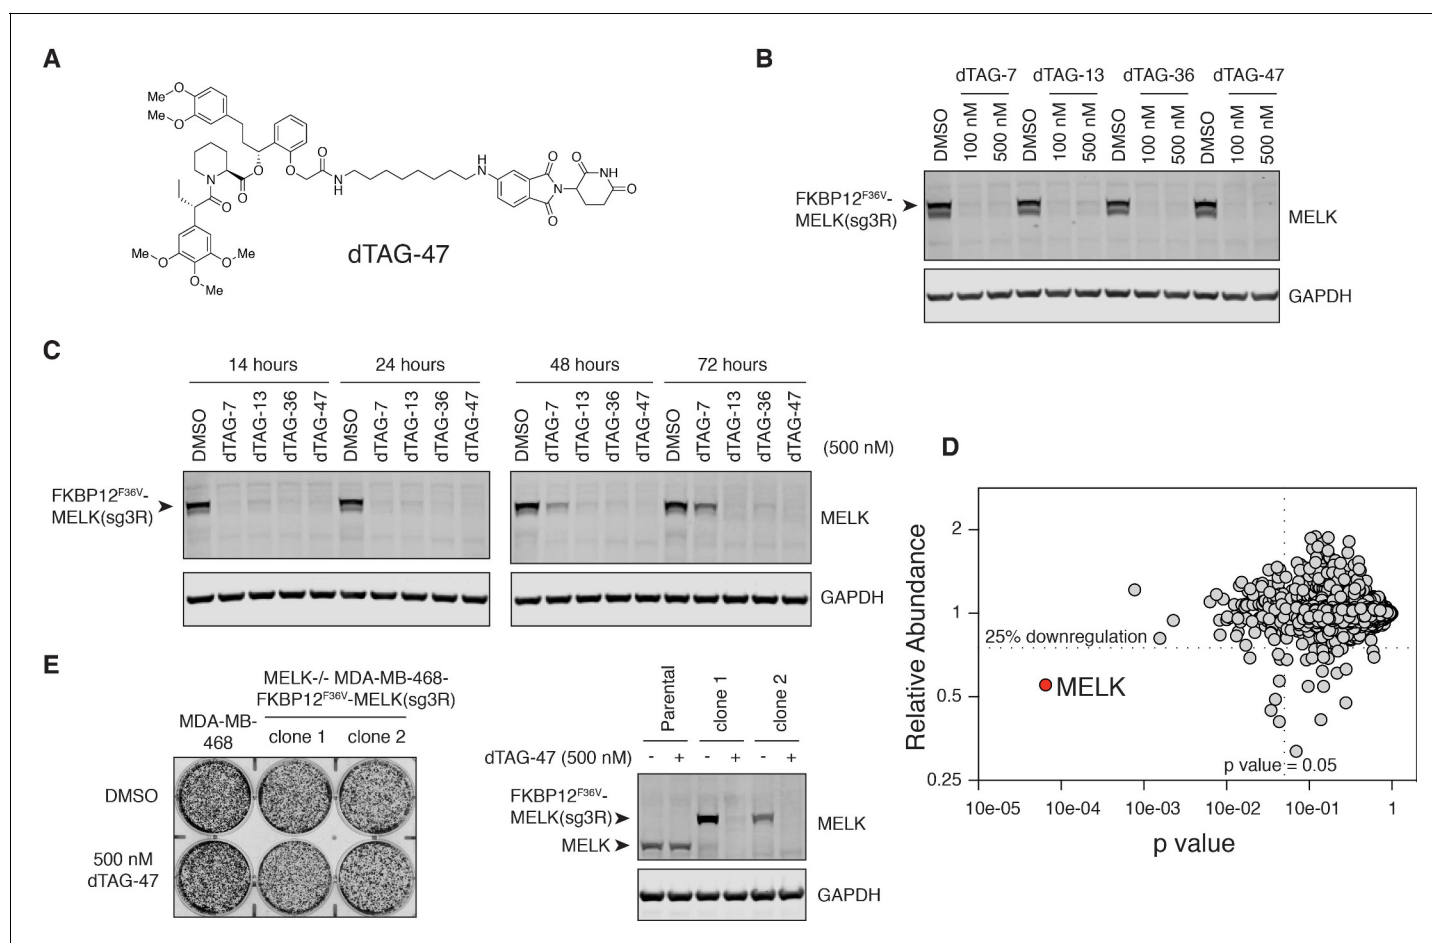 A
Me
O
Me
O
O
O
O
O
N
H
H
N
O
O
N
O
NH
O
N
O
O
Me
O
O
Me
O
Me
dTAG-47
B
dTAG-7 dTAG-13 dTAG-36 dTAG-47
DMSO 100 nM 500 nM DMSO 100 nM 500 nM DMSO 100 nM 500 nM DMSO 100 nM 500 nM
FKBP12F36V-
MELK(sg3R)
MELK
GAPDH
C
14 hours 24 hours 48 hours 72 hours
DMSO dTAG-7 dTAG-13 dTAG-36 dTAG-47 DMSO dTAG-7 dTAG-13 dTAG-36 dTAG-47 DMSO dTAG-7 dTAG-13 dTAG-36 dTAG-47 DMSO dTAG-7 dTAG-13 dTAG-36 dTAG-47
(500 nM)
FKBP12F36V-
MELK(sg3R)
MELK
GAPDH
D
Relative Abundance
2
1
0.5
0.25
25% downregulation
MELK
p value = 0.05
10e-05 10e-04 10e-03 10e-02 10e-01 1
p value
E
MELK-/- MDA-MB-468-
FKBP12F36V-MELK(sg3R)
MDA-MB-
468
clone 1 clone 2
DMSO
500 nM
dTAG-47
Parental clone 1 clone 2
dTAG-47 (500 nM) - + - + - +
FKBP12F36V-
MELK(sg3R)
MELK
MELK
GAPDH